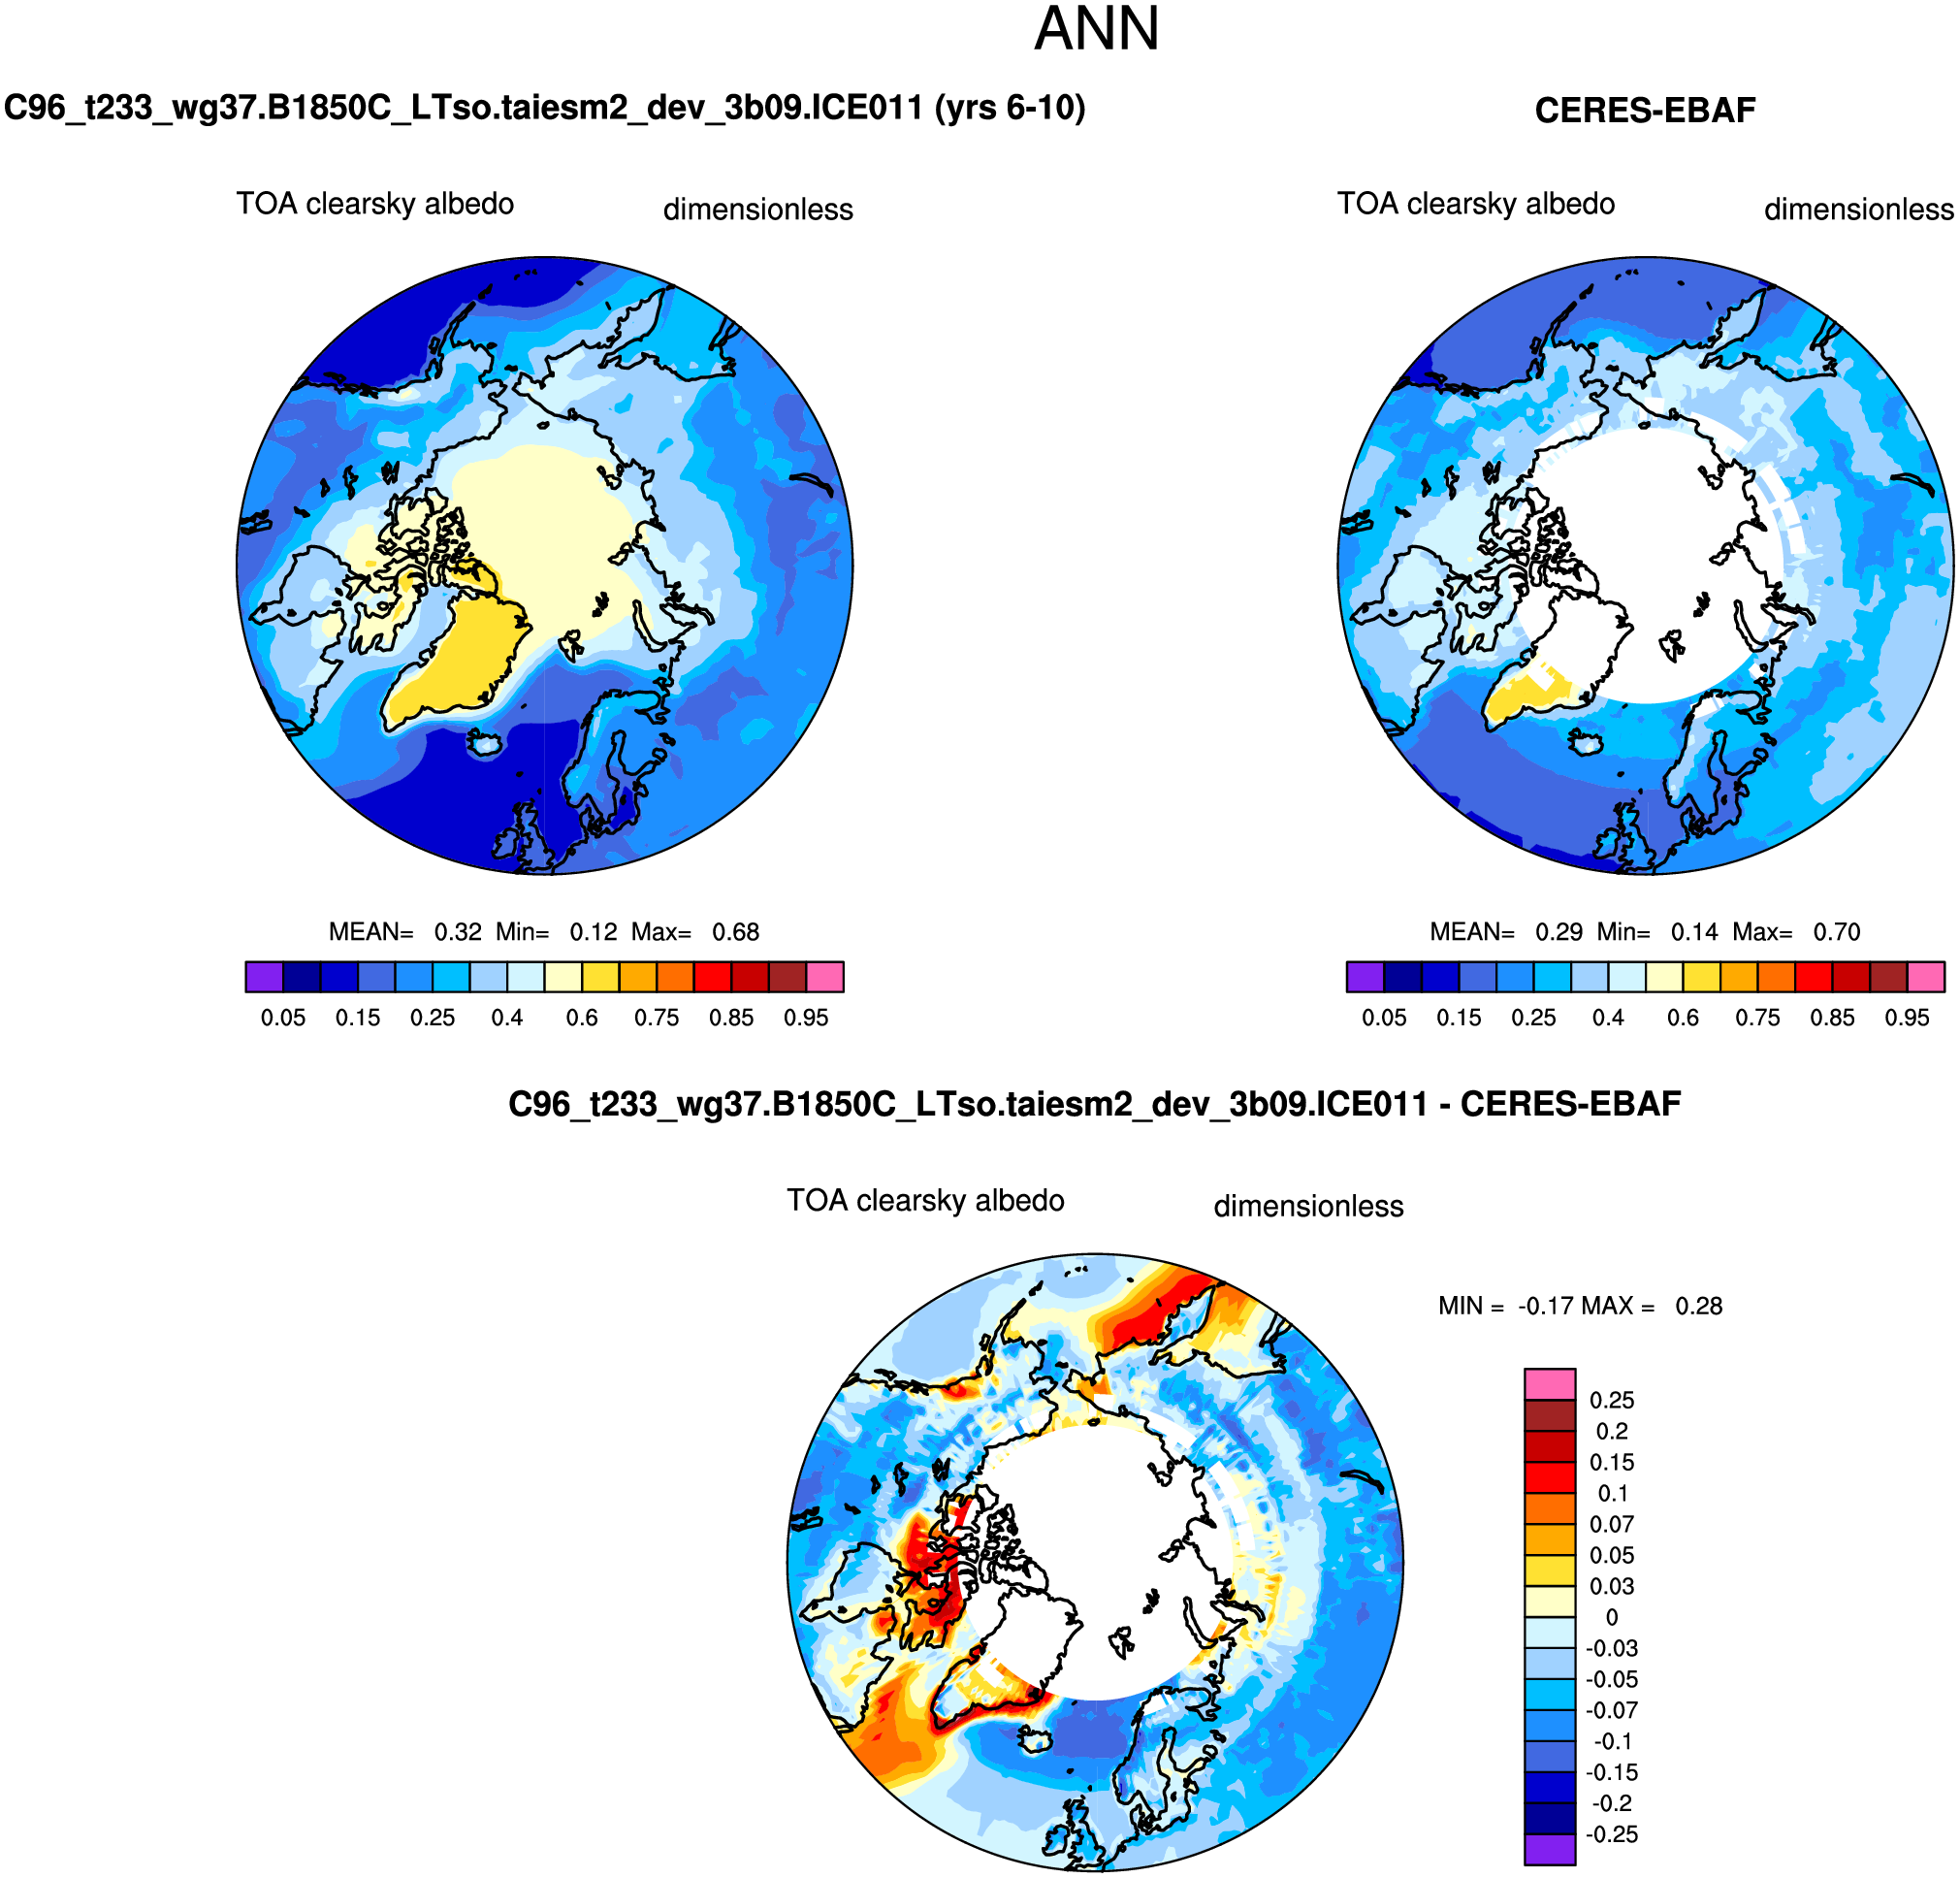 ANN
C96_t233_wg37.B1850C_LTso.taiesm2_dev_3b09.ICE011 (yrs 6-10)
CERES-EBAF
TOA clearsky albedo dimensionless
TOA clearsky albedo dimensionless
MEAN= 0.32 Min= 0.12 Max= 0.68
0.05 0.15 0.25 0.4 0.6 0.75 0.85 0.95
MEAN= 0.29 Min= 0.14 Max= 0.70
0.05 0.15 0.25 0.4 0.6 0.75 0.85 0.95
C96_t233_wg37.B1850C_LTso.taiesm2_dev_3b09.ICE011 - CERES-EBAF
TOA clearsky albedo dimensionless
MIN = -0.17 MAX = 0.28
0.25
0.2
0.15
0.1
0.07
0.05
0.03
0
-0.03
-0.05
-0.07
-0.1
-0.15
-0.2
-0.25